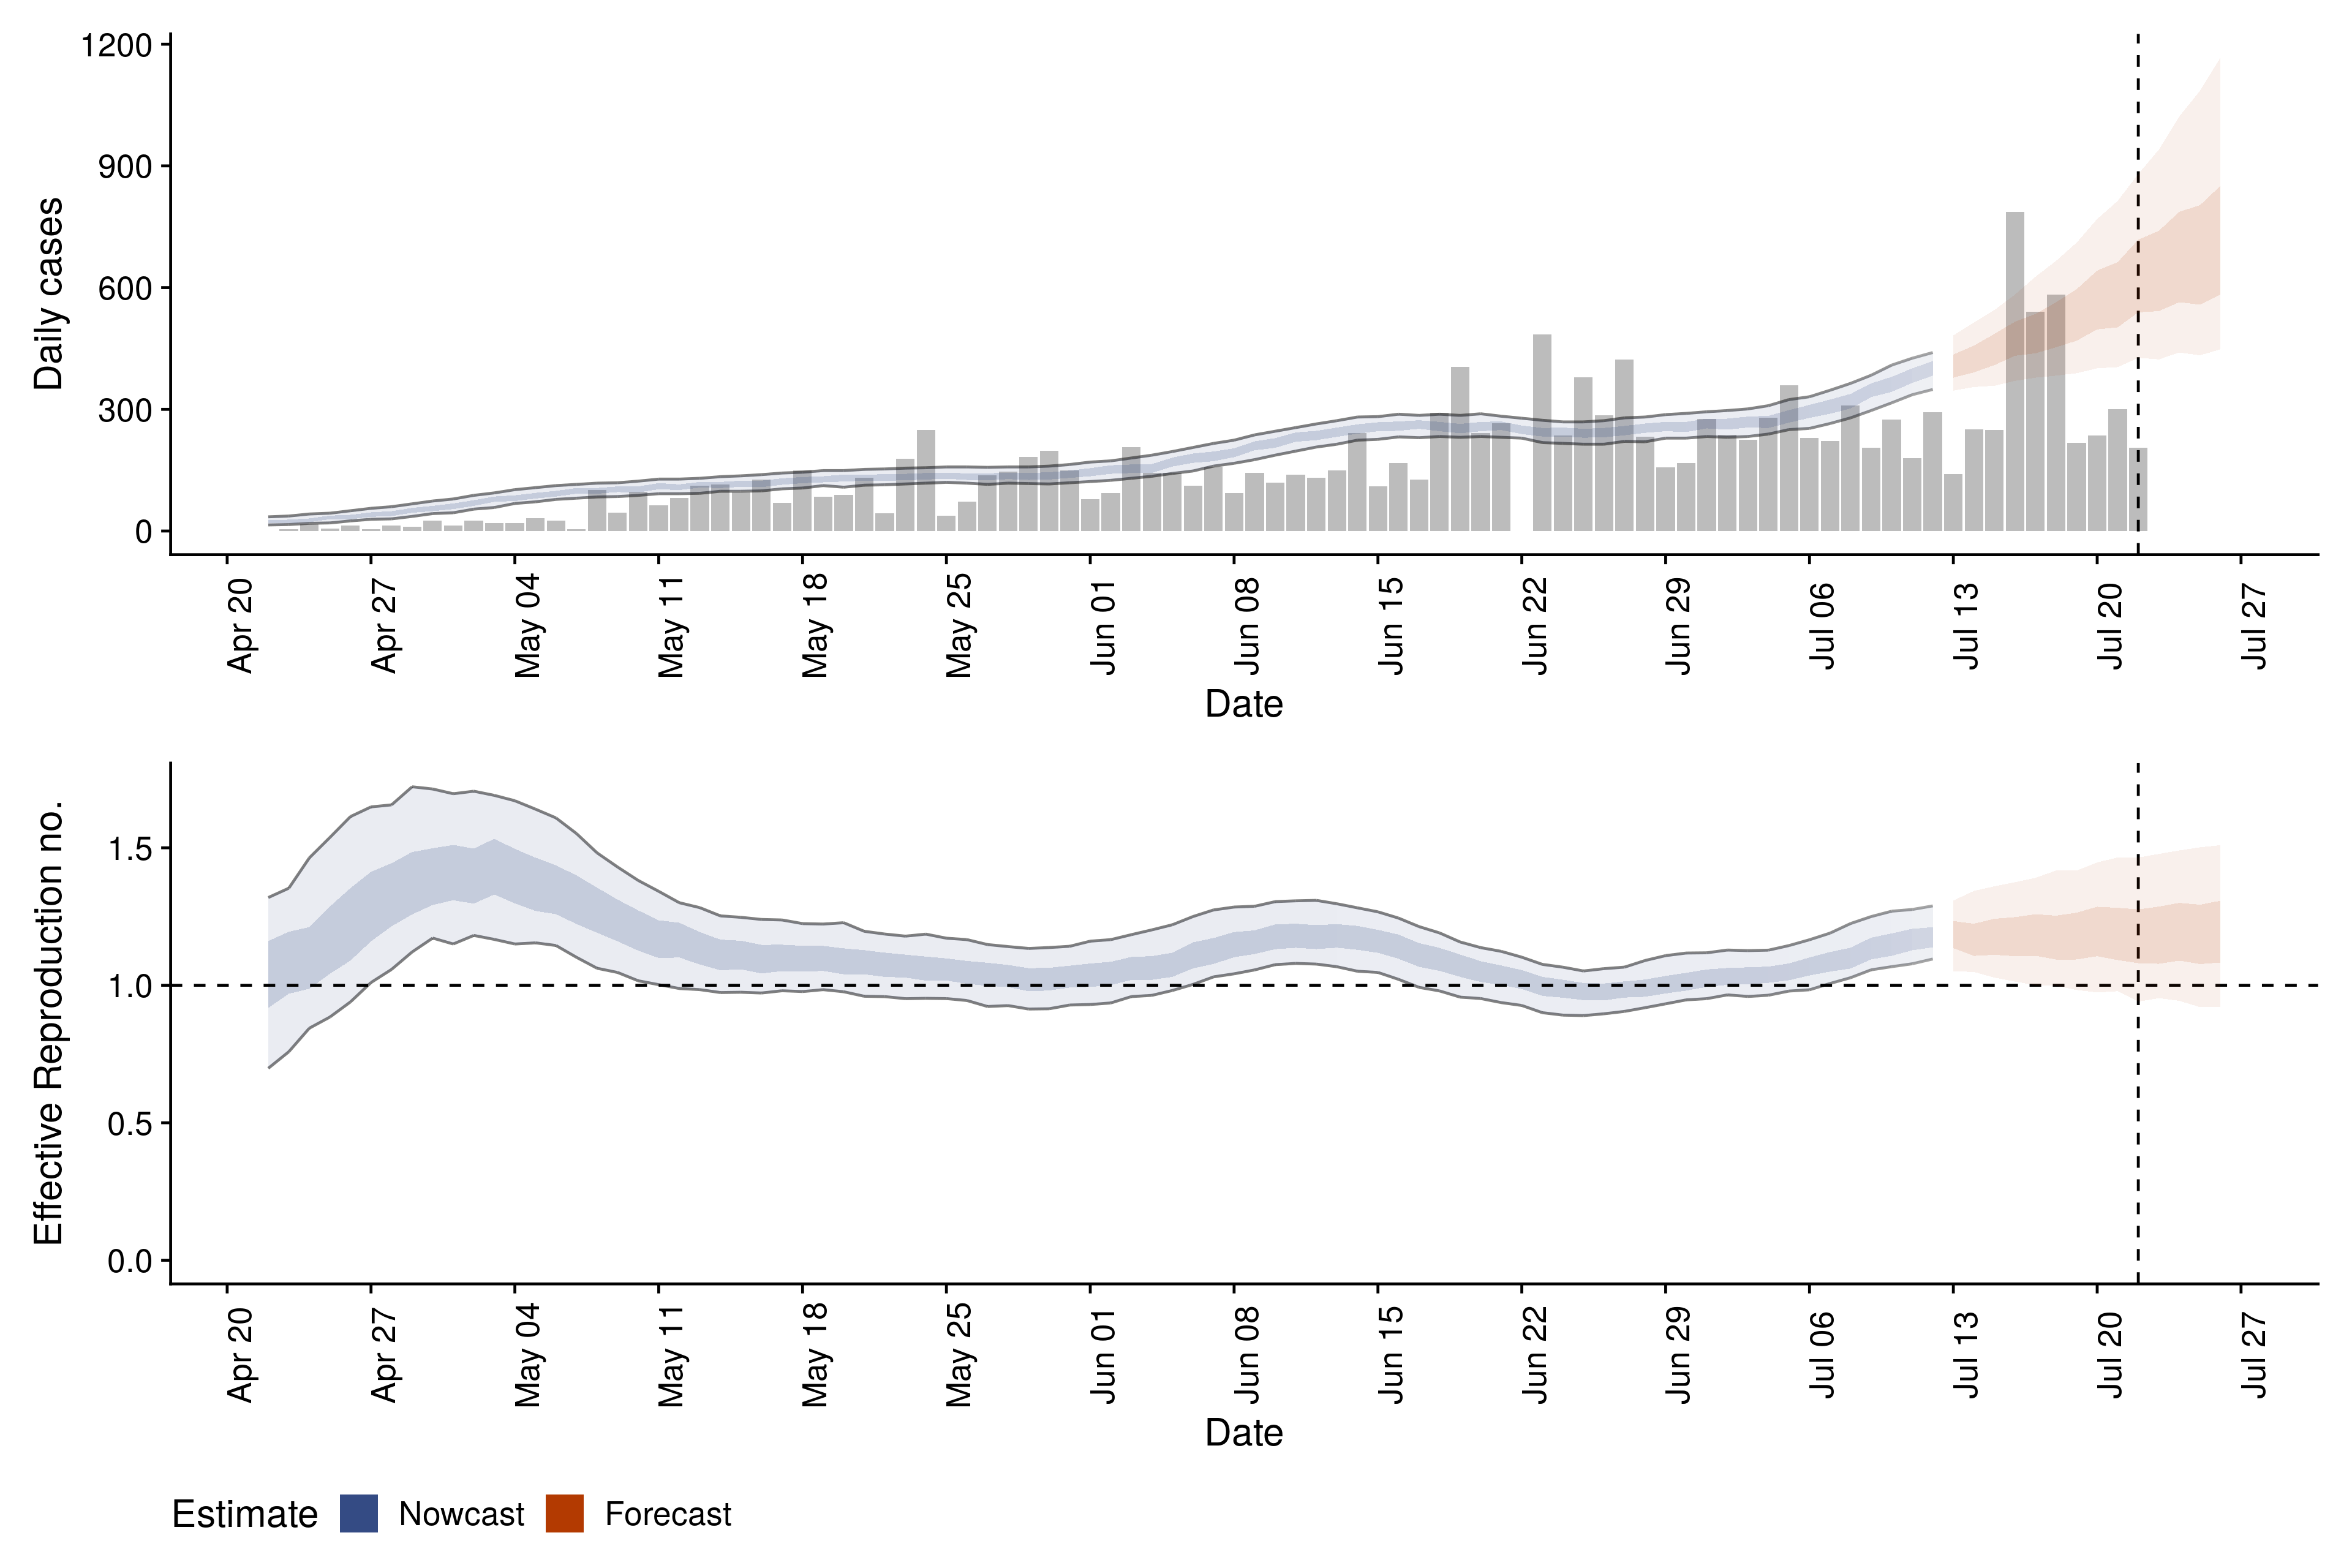 1200
900
600
300
0
Daily cases
Apr 20
Apr 27
May 04
May 11
May 18
May 25
Jun 01
Jun 08
Jun 15
Jun 22
Jun 29
Jul 06
Jul 13
Jul 20
Jul 27
Date
1.5
1.0
0.5
0.0
Effective Reproduction no.
Apr 20
Apr 27
May 04
May 11
May 18
May 25
Jun 01
Jun 08
Jun 15
Jun 22
Jun 29
Jul 06
Jul 13
Jul 20
Jul 27
Date
Estimate Nowcast Forecast